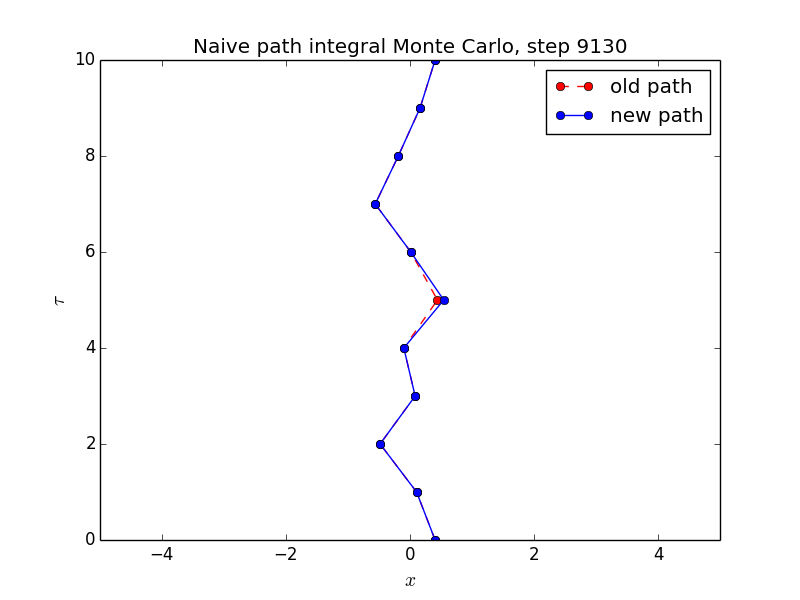 Naive path integral Monte Carlo, step 9130
old path
new path
10
8
6
4
2
0
τ
−4 −2 0 2 4
x